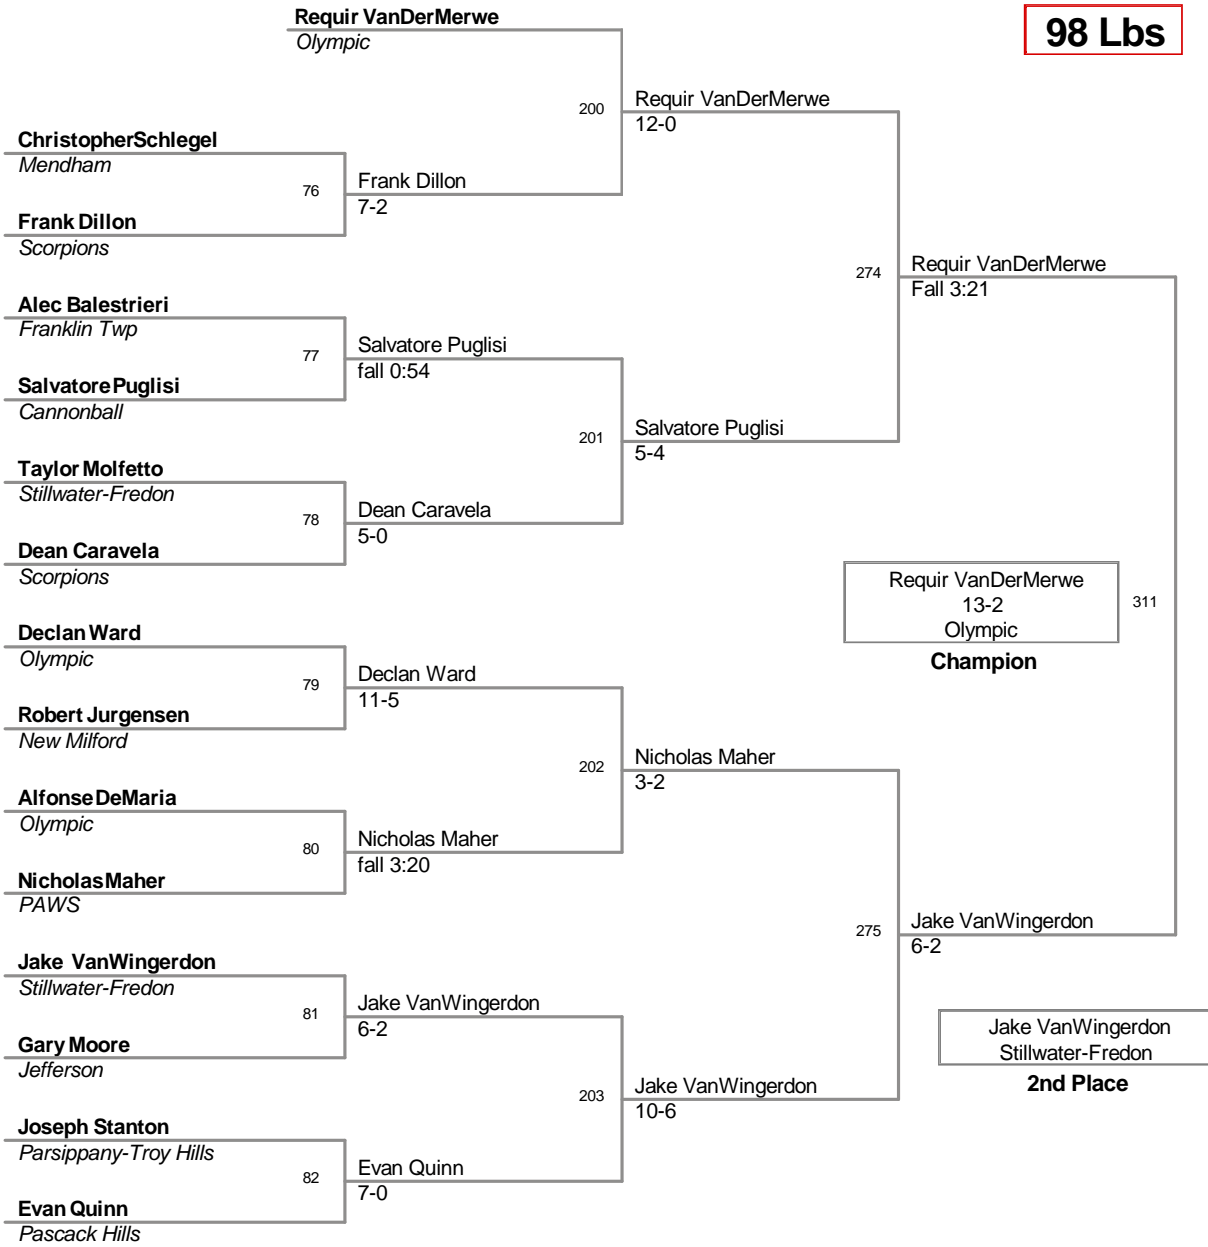 Requir VanDerMerwe
Olympic
98 Lbs
200
Requir VanDerMerwe
12-0
ChristopherSchlegel
Mendham
76
Frank Dillon
7-2
Frank Dillon
Scorpions
274
Requir VanDerMerwe
Fall 3:21
Alec Balestrieri
Franklin Twp
77
Salvatore Puglisi
fall 0:54
Salvatore Puglisi
Cannonball
201
Salvatore Puglisi
5-4
Taylor Molfetto
Stillwater-Fredon
78
Dean Caravela
5-0
Dean Caravela
Scorpions
Requir VanDerMerwe
13-2
Olympic
311
Champion
Declan Ward
Olympic
79
Declan Ward
11-5
Robert Jurgensen
New Milford
202
Nicholas Maher
3-2
Alfonse DeMaria
Olympic
80
Nicholas Maher
fall 3:20
Nicholas Maher
PAWS
275
Jake VanWingerdon
6-2
Jake VanWingerdon
Stillwater-Fredon
81
Jake VanWingerdon
6-2
Gary Moore
Jefferson
Jake VanWingerdon
Stillwater-Fredon
2nd Place
203
Jake VanWingerdon
10-6
Joseph Stanton
Parsippany-Troy Hills
82
Evan Quinn
7-0
Evan Quinn
Pascack Hills